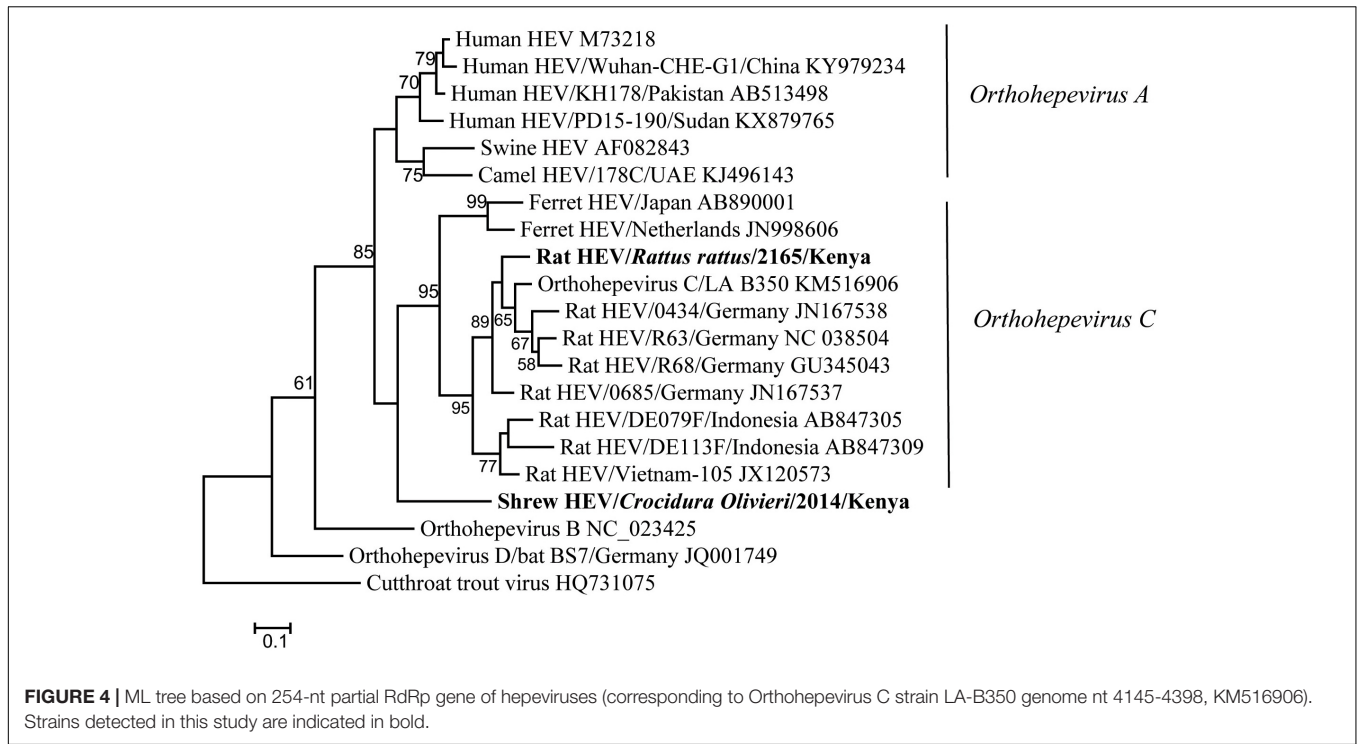 Human HEV M73218
79
Human HEV/Wuhan-CHE-G1/China KY979234
70
Human HEV/KH178/Pakistan AB513498
Orthohepevirus A
Human HEV/PD15-190/Sudan KX879765
Swine HEV AF082843
75
Camel HEV/178C/UAE KJ496143
99
Ferret HEV/Japan AB890001
Ferret HEV/Netherlands JN998606
85
Rat HEV/Rattus rattus/2165/Kenya
95
Orthohepevirus C/LA B350 KM516906
89
65
Rat HEV/0434/Germany JN167538
Orthohepevirus C
67
Rat HEV/R63/Germany NC 038504
58
Rat HEV/R68/Germany GU345043
61
Rat HEV/0685/Germany JN167537
95
Rat HEV/DE079F/Indonesia AB847305
Rat HEV/DE113F/Indonesia AB847309
77
Rat HEV/Vietnam-105 JX120573
Shrew HEV/Crocidura Olivieri/2014/Kenya
Orthohepevirus B NC_023425
Orthohepevirus D/bat BS7/Germany JQ001749
Cutthroat trout virus HQ731075
0.1
FIGURE 4 | ML tree based on 254-nt partial RdRp gene of hepeviruses (corresponding to Orthohepevirus C strain LA-B350 genome nt 4145-4398, KM516906).
Strains detected in this study are indicated in bold.